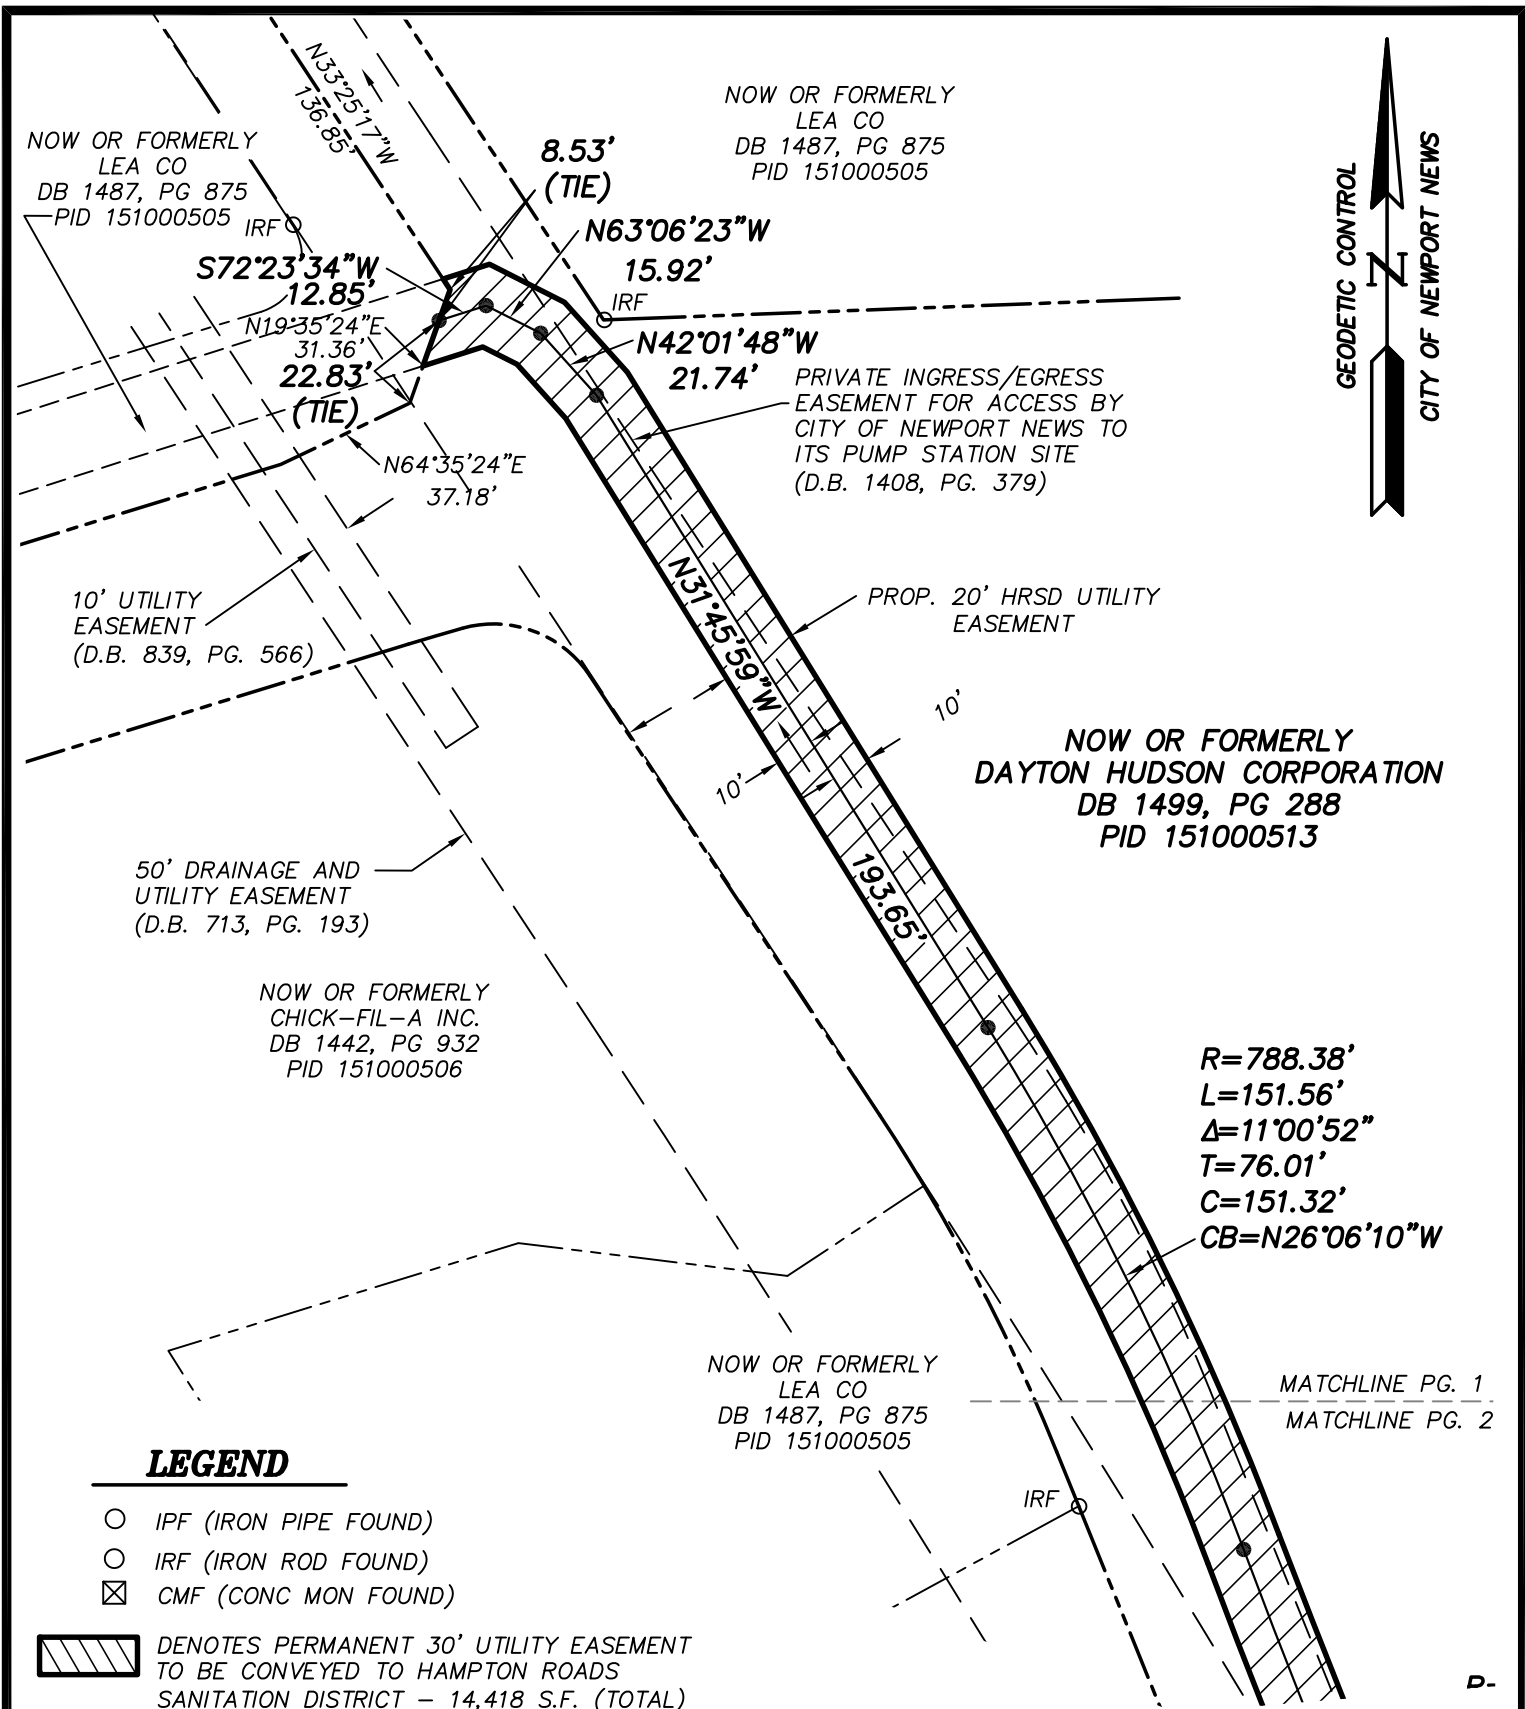 N33°25'17"W
136.85'
NOW OR FORMERLY
LEA CO
DB 1487, PG 875
PID 151000505
NOW OR FORMERLY
LEA CO
DB 1487, PG 875
PID 151000505
8.53'
(TIE)
GEODETIC CONTROL
N
CITY OF NEWPORT NEWS
IRF
N63°06'23"W
15.92'
S72°23'34"W
12.85'
IRF
N19°35'24"E
31.36'
N42°01'48"W
21.74'
22.83'
(TIE)
PRIVATE INGRESS/EGRESS
EASEMENT FOR ACCESS BY
CITY OF NEWPORT NEWS TO
ITS PUMP STATION SITE
(D.B. 1408, PG. 379)
N64°35'24"E
37.18'
10' UTILITY
EASEMENT
(D.B. 839, PG. 566)
N31°45'59"W
PROP. 20' HRSD UTILITY
EASEMENT
10'
10'
NOW OR FORMERLY
DAYTON HUDSON CORPORATION
DB 1499, PG 288
PID 151000513
193.65'
50' DRAINAGE AND
UTILITY EASEMENT
(D.B. 713, PG. 193)
NOW OR FORMERLY
CHICK-FIL-A INC.
DB 1442, PG 932
PID 151000506
R=788.38'
L=151.56'
Δ=11°00'52"
T=76.01'
C=151.32'
CB=N26°06'10"W
NOW OR FORMERLY
LEA CO
DB 1487, PG 875
PID 151000505
MATCHLINE PG. 1
MATCHLINE PG. 2
IRF
LEGEND
IPF (IRON PIPE FOUND)
IRF (IRON ROD FOUND)
CMF (CONC MON FOUND)
DENOTES PERMANENT 30' UTILITY EASEMENT
TO BE CONVEYED TO HAMPTON ROADS
SANITATION DISTRICT - 14,418 S.F. (TOTAL)